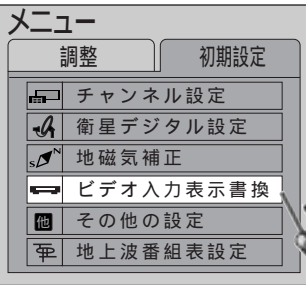 メニュー
調整 初期設定
チャンネル設定
衛星デジタル設定
S N 地磁気補正
ビデオ入力表示書換
他 その他の設定
地上波番組表設定